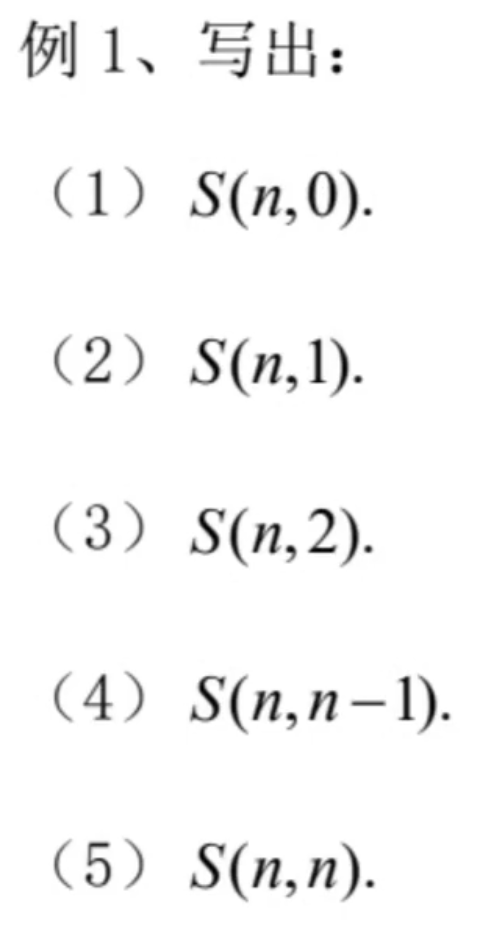 例 1、写出：
（1） S(n,0).
（2） S(n,1).
（3） S(n,2).
（4） S(n,n−1).
（5） S(n,n).